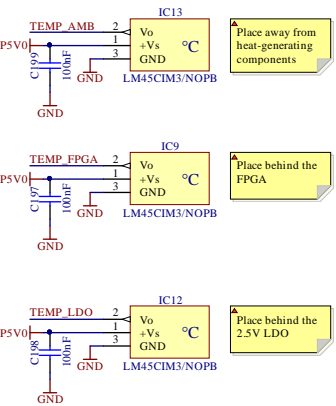 IC13
TEMP_AMB 2 Vo
P5V0 1 +Vs °C
3 GND
C199 100nF GND LM45CIM3/NOPB
GND
Place away from
heat-generating
components
IC9
TEMP_FPGA 2 Vo
P5V0 1 +Vs °C
3 GND
C197 100nF GND LM45CIM3/NOPB
GND
Place behind the
FPGA
IC12
TEMP_LDO 2 Vo
P5V0 1 +Vs °C
3 GND
C198 100nF GND LM45CIM3/NOPB
GND
Place behind the
2.5V LDO